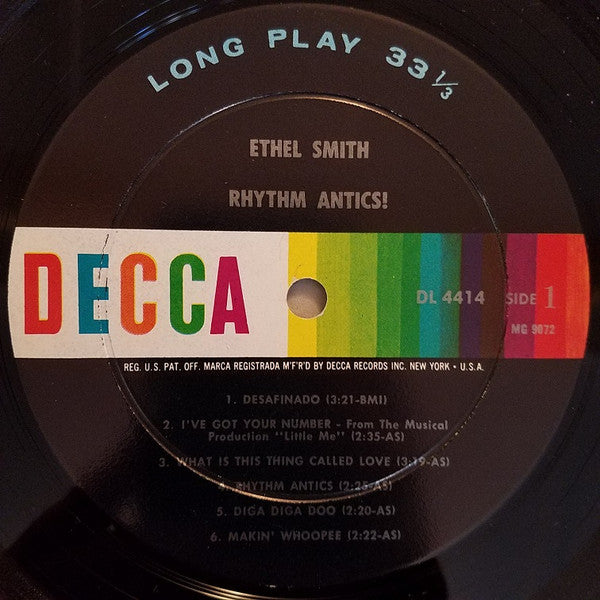 LONG PLAY 33 1/3
ETHEL SMITH
RHYTHM ANTICS!
DECCA
DL 4414 SIDE 1
MG 9072
REG. U.S. PAT. OFF. MARCA REGISTRADA M'F'R'D BY DECCA RECORDS INC. NEW YORK • U.S.A.
1. DESAFINADO (3:21-BMI)
2. I'VE GOT YOUR NUMBER - From The Musical
Production "Little Me" (2:35-AS)
3. WHAT IS THIS THING CALLED LOVE (3:19-AS)
4. RHYTHM ANTICS (2:25-AS)
5. DIGA DIGA DOO (2:20-AS)
6. MAKIN' WHOOPEE (2:22-AS)